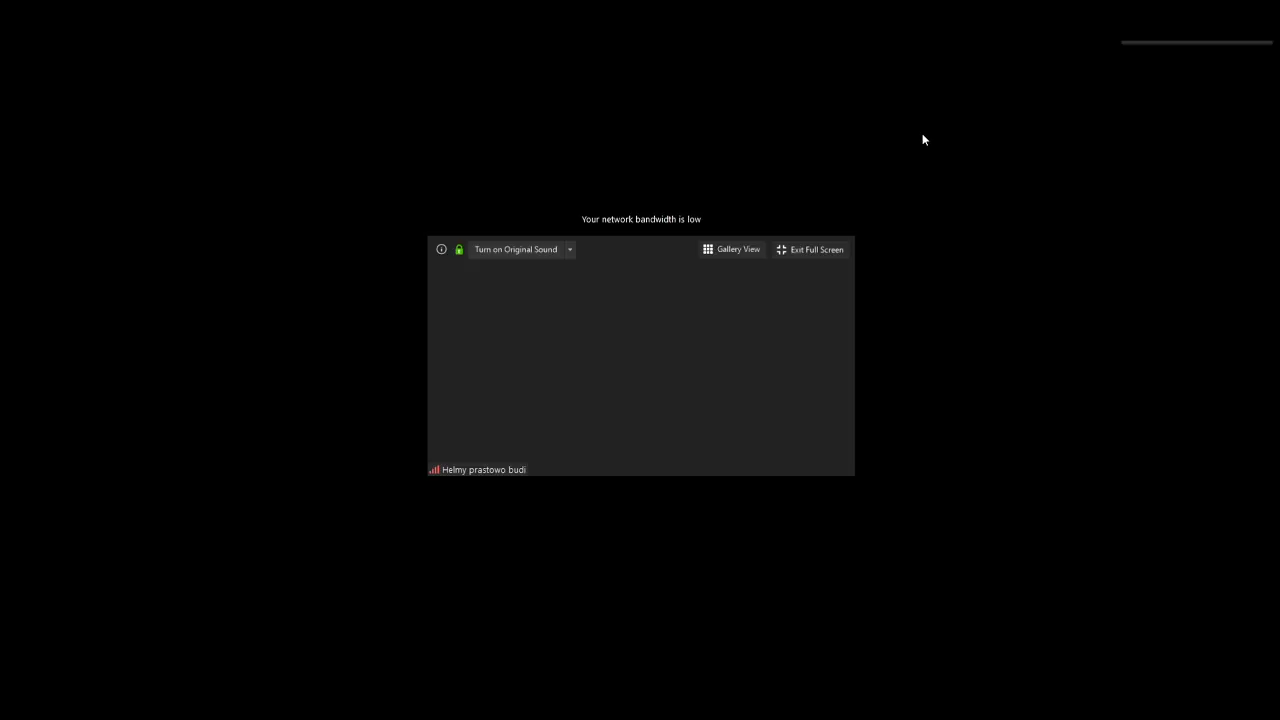 Your network bandwidth is low
Turn on Original Sound
Gallery View
Exit Full Screen
Helmy prastowo budi